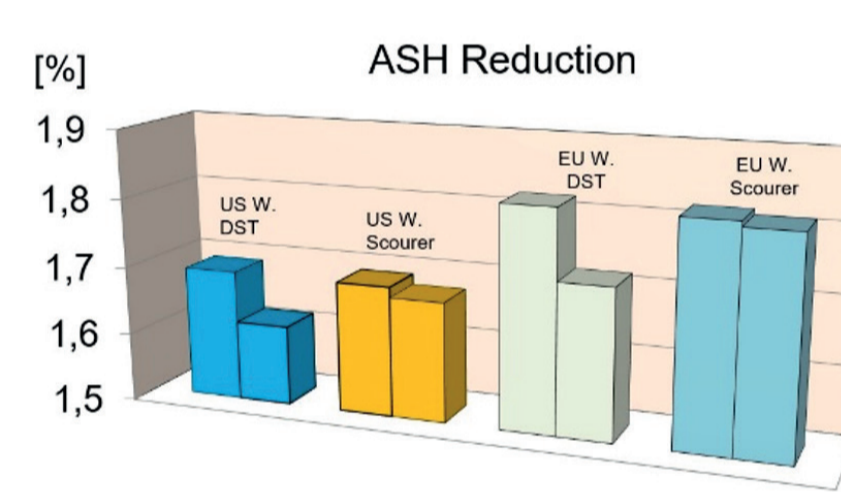 ASH Reduction
[%]
1,9
1,8
1,7
1,6
1,5
US W.
DST
US W.
Scourer
EU W.
DST
EU W.
Scourer